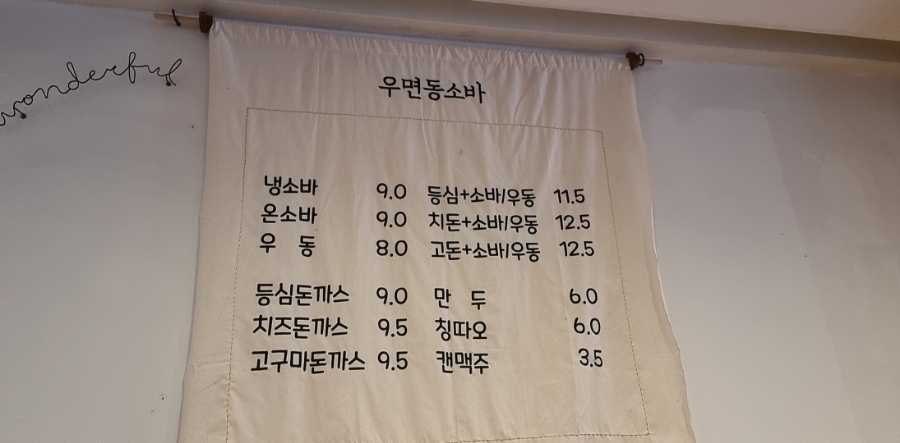 wonderful
우면동소바
냉소바 9.0 등심+소바/우동 11.5
온소바 9.0 치돈+소바/우동 12.5
우 동 8.0 고돈+소바/우동 12.5
등심돈까스 9.0 만 두 6.0
치즈돈까스 9.5 칭따오 6.0
고구마돈까스 9.5 캔맥주 3.5